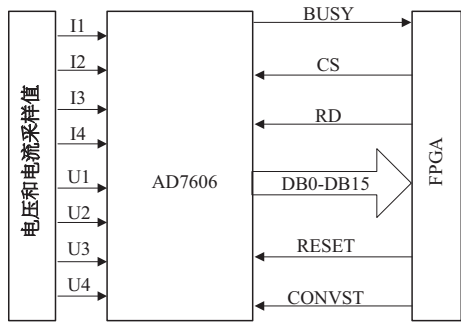 电压和电流采样值
I1
I2
I3
I4
U1
U2
U3
U4
AD7606
BUSY
CS
RD
DB0-DB15
RESET
CONVST
FPGA